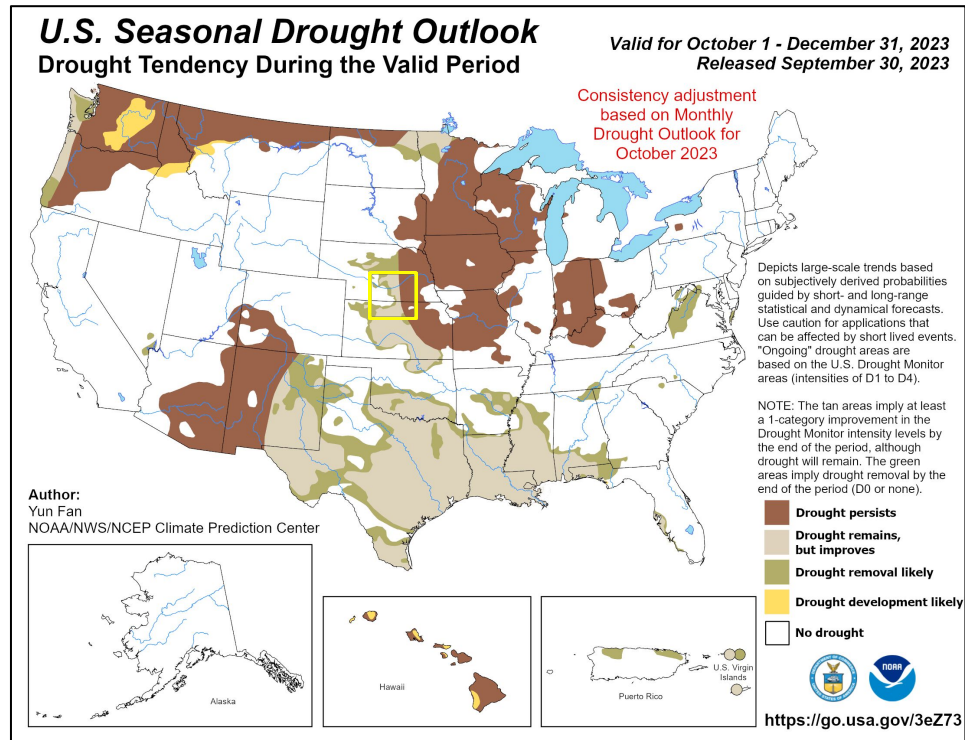 U.S. Seasonal Drought Outlook
Drought Tendency During the Valid Period
Valid for October 1 - December 31, 2023
Released September 30, 2023
Consistency adjustment
based on Monthly
Drought Outlook for
October 2023
Depicts large-scale trends based
on subjectively derived probabilities
guided by short- and long-range
statistical and dynamical forecasts.
Use caution for applications that
can be affected by short lived events.
"Ongoing" drought areas are
based on the U.S. Drought Monitor
areas (intensities of D1 to D4).
NOTE: The tan areas imply at least
a 1-category improvement in the
Drought Monitor intensity levels by
the end of the period, although
drought will remain. The green
areas imply drought removal by the
end of the period (D0 or none).
Author:
Yun Fan
NOAA/NWS/NCEP Climate Prediction Center
Drought persists
Drought remains,
but improves
Drought removal likely
Drought development likely
No drought
Alaska
Hawaii
Puerto Rico
U.S. Virgin
Islands
NOAA
https://go.usa.gov/3eZ73